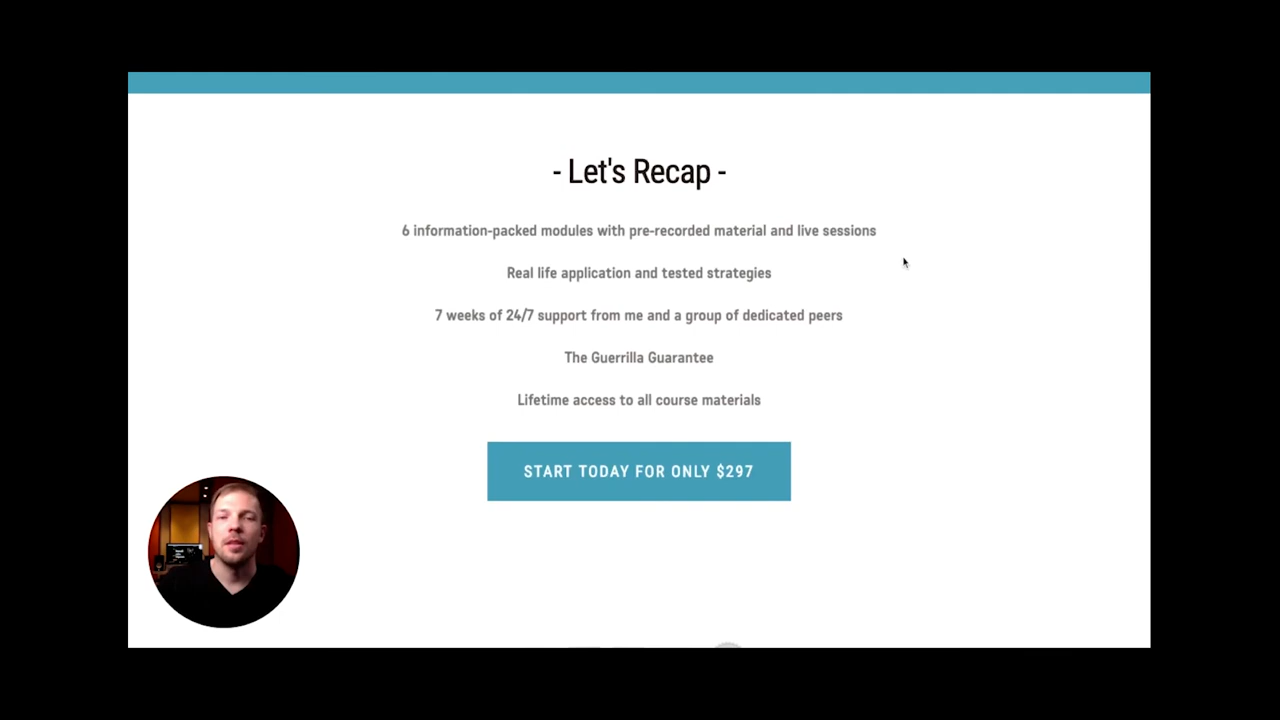 - Let's Recap -
6 information-packed modules with pre-recorded material and live sessions
Real life application and tested strategies
7 weeks of 24/7 support from me and a group of dedicated peers
The Guerrilla Guarantee
Lifetime access to all course materials
START TODAY FOR ONLY $297